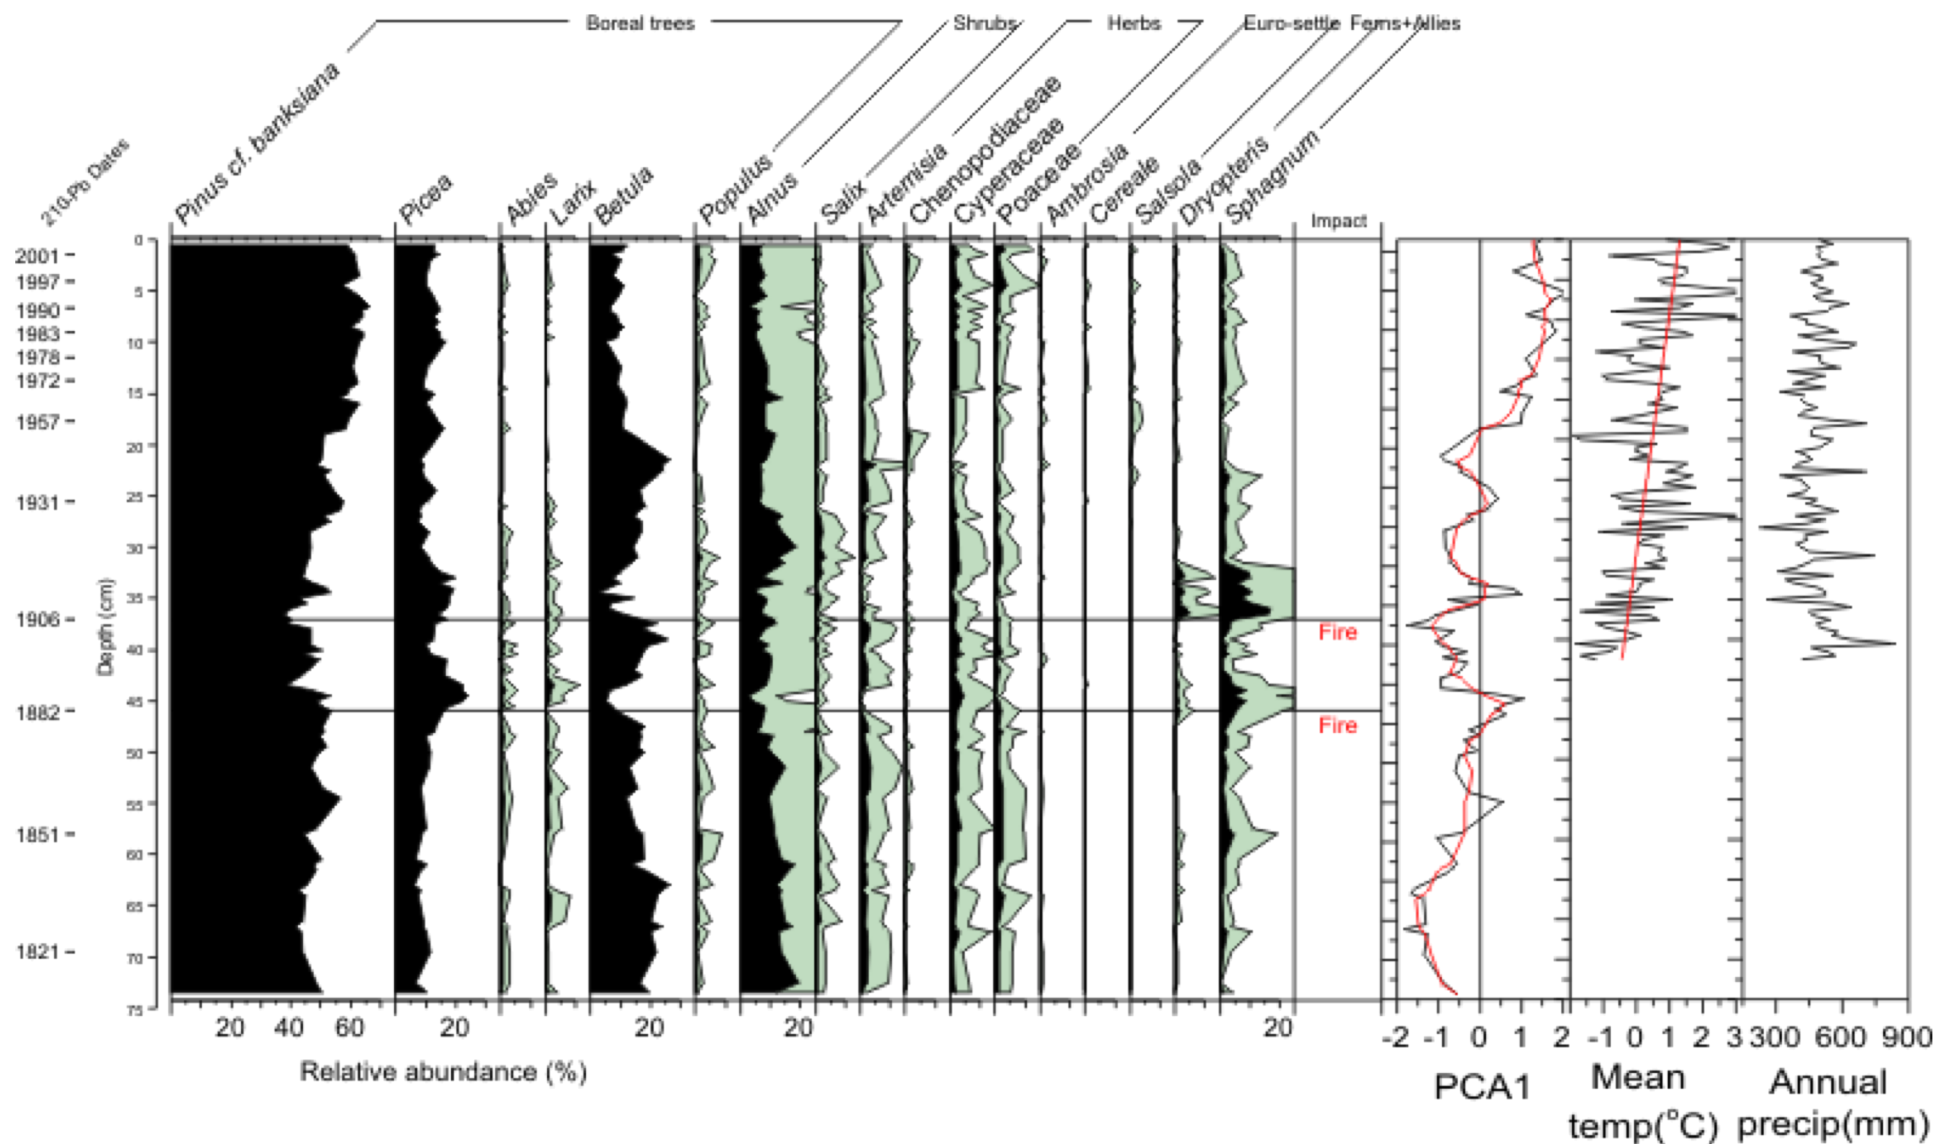 Boreal trees Shrubs Herbs Euro-settle Ferns+Allies
210-Pb Dates
Pinus cf. banksiana
Picea
Abies
Larix
Betula
Populus
Alnus
Salix
Artemisia
Chenopodiaceae
Cyperaceae
Poaceae
Ambrosia
Cereale
Salsola
Dryopteris
Sphagnum
Impact
2001
1997
1990
1983
1978
1972
1957
1931
1906
1882
1851
1821
Depth (cm)
0
5
10
15
20
25
30
35
40
45
50
55
60
65
70
75
Fire
Fire
20 40 60 20 20 20 20
-2 -1 0 1 2 -1 0 1 2 3 300 600 900
Relative abundance (%)
PCA1
Mean
temp(°C)
Annual
precip(mm)